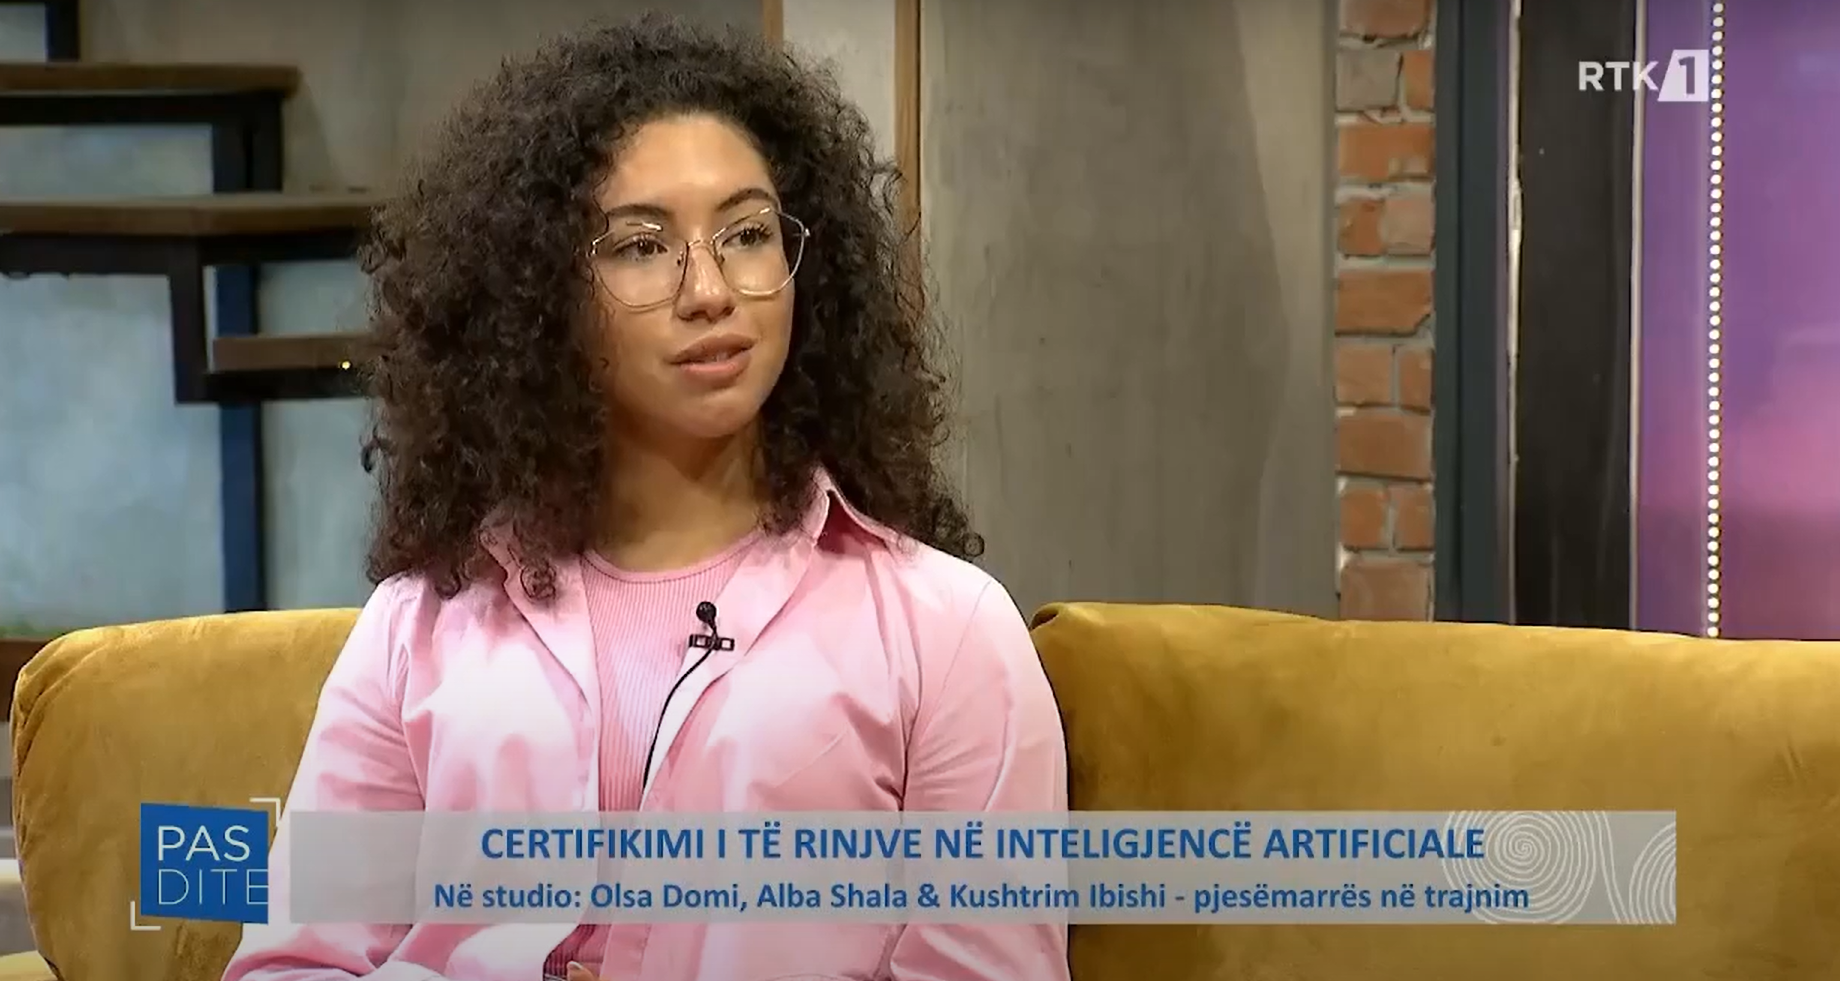 RTK 1
PAS
DITE
CERTIFIKIMI I TË RINJVE NË INTELIGJENCË ARTIFICIALE
Në studio: Olsa Domi, Alba Shala & Kushtrim Ibishi - pjesëmarrës në trajnim